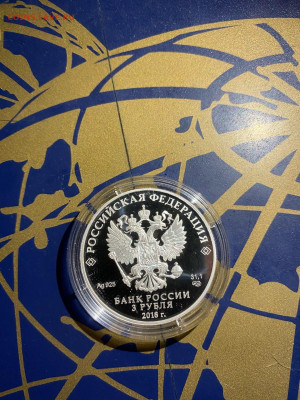 РОССИЙСКАЯ ФЕДЕРАЦИЯ
Ag 925
31,1
БАНК РОССИИ
3 РУБЛЯ
2018 г.